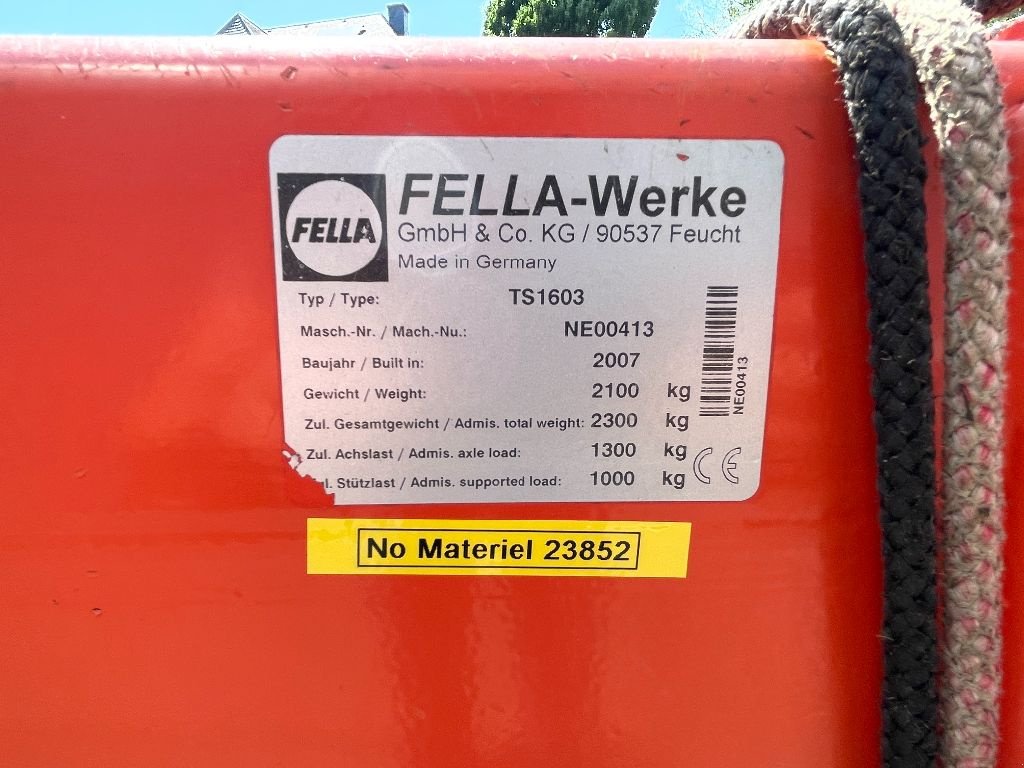 FELLA
FELLA-Werke
GmbH & Co. KG / 90537 Feucht
Made in Germany
Typ / Type: TS1603
Masch.-Nr. / Mach.-Nu.: NE00413
Baujahr / Built in: 2007
Gewicht / Weight: 2100 kg
Zul. Gesamtgewicht / Admis. total weight: 2300 kg
Zul. Achslast / Admis. axle load: 1300 kg
Stützlast / Admis. supported load: 1000 kg
NE00413
CE
No Materiel 23852